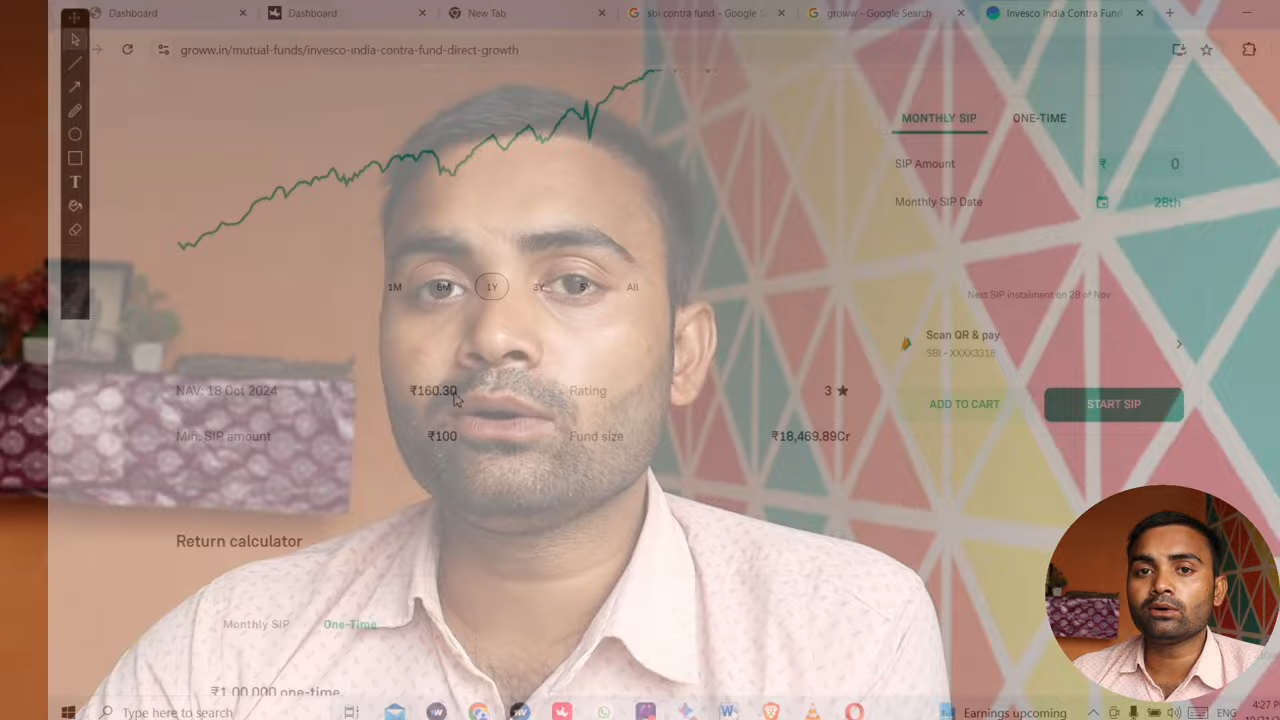 Dashboard
Dashboard
New Tab
sbi contra fund - Google S
groww - Google Search
Invesco India Contra Fund
groww.in/mutual-funds/invesco-india-contra-fund-direct-growth
MONTHLY SIP ONE-TIME
SIP Amount ₹ 0
Monthly SIP Date 28th
1M 6M 1Y 3Y 5Y All
Next SIP instalment on 28 of Nov
Scan QR & pay
SBI - XXXX3318
NAV: 18 Oct 2024 ₹160.30 Rating 3 ★
ADD TO CART START SIP
Min. SIP amount ₹100 Fund size ₹18,469.89Cr
Return calculator
Monthly SIP One-Time
₹1,00,000 one-time
Type here to search
Earnings upcoming
ENG
4:27 P